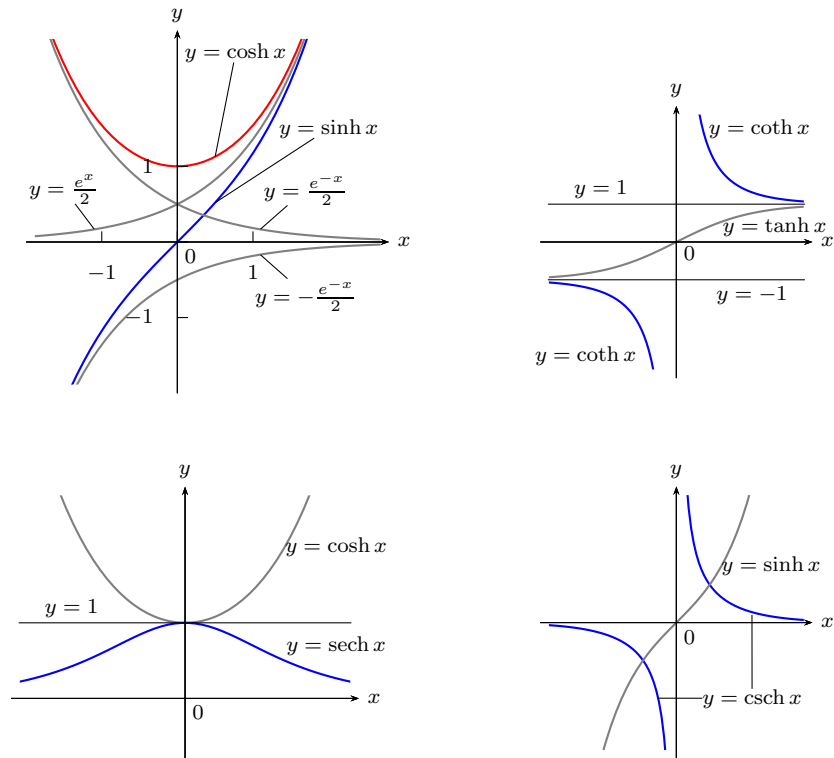 y
y = cosh x
y = sinh x
1
y = e^x/2
y = e^{-x}/2
x
−1
0
1
y = −e^{-x}/2
−1
y
y = coth x
y = 1
y = tanh x
x
0
y = −1
y = coth x
y
y = cosh x
y = 1
y = sech x
x
0
y
y = sinh x
x
0
y = csch x